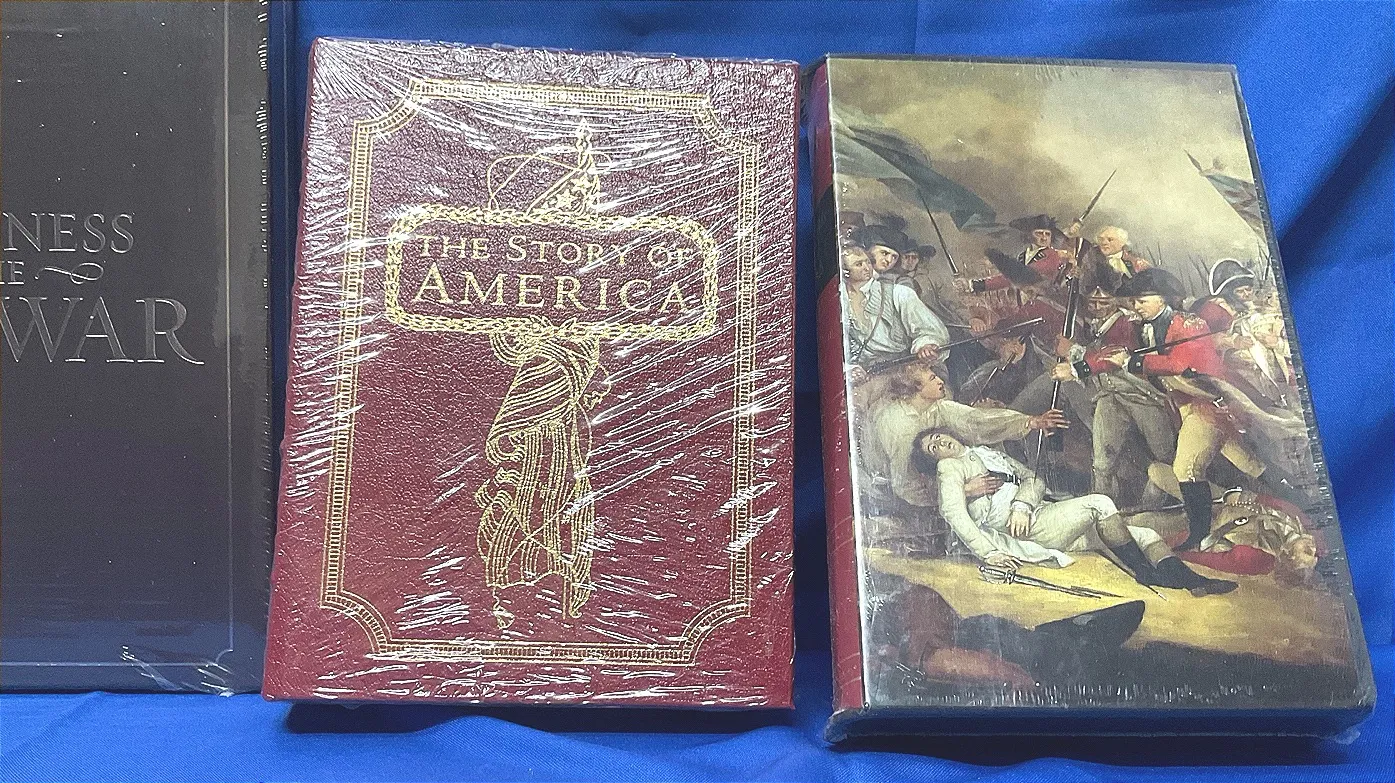 NESS
WAR
THE STORY OF
AMERICA